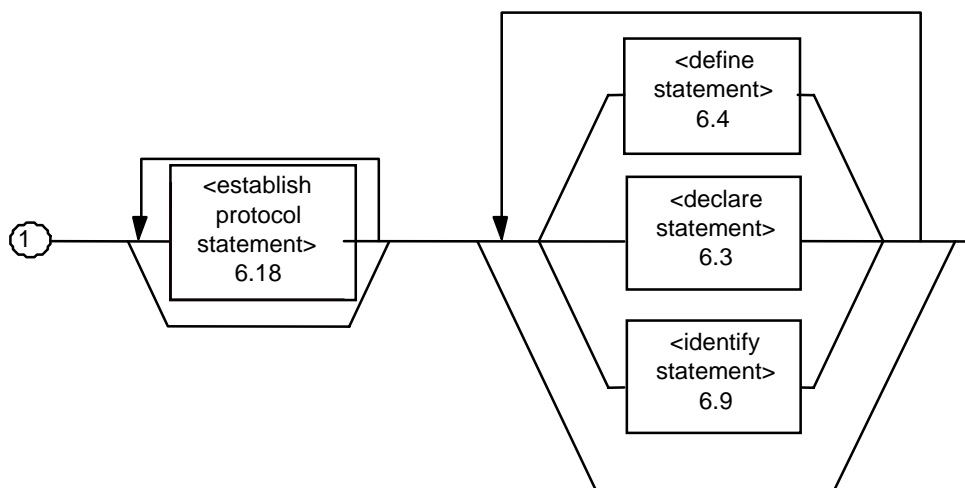 1
<establish
protocol
statement>
6.18
<define
statement>
6.4
<declare
statement>
6.3
<identify
statement>
6.9